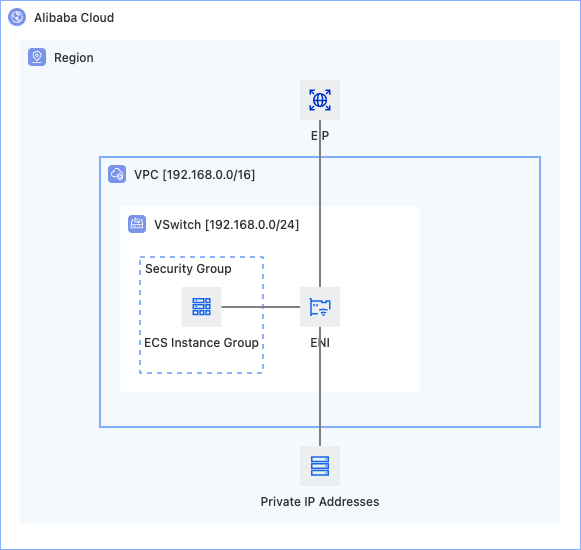 Alibaba Cloud
Region
EIP
VPC [192.168.0.0/16]
VSwitch [192.168.0.0/24]
Security Group
ECS Instance Group
ENI
Private IP Addresses